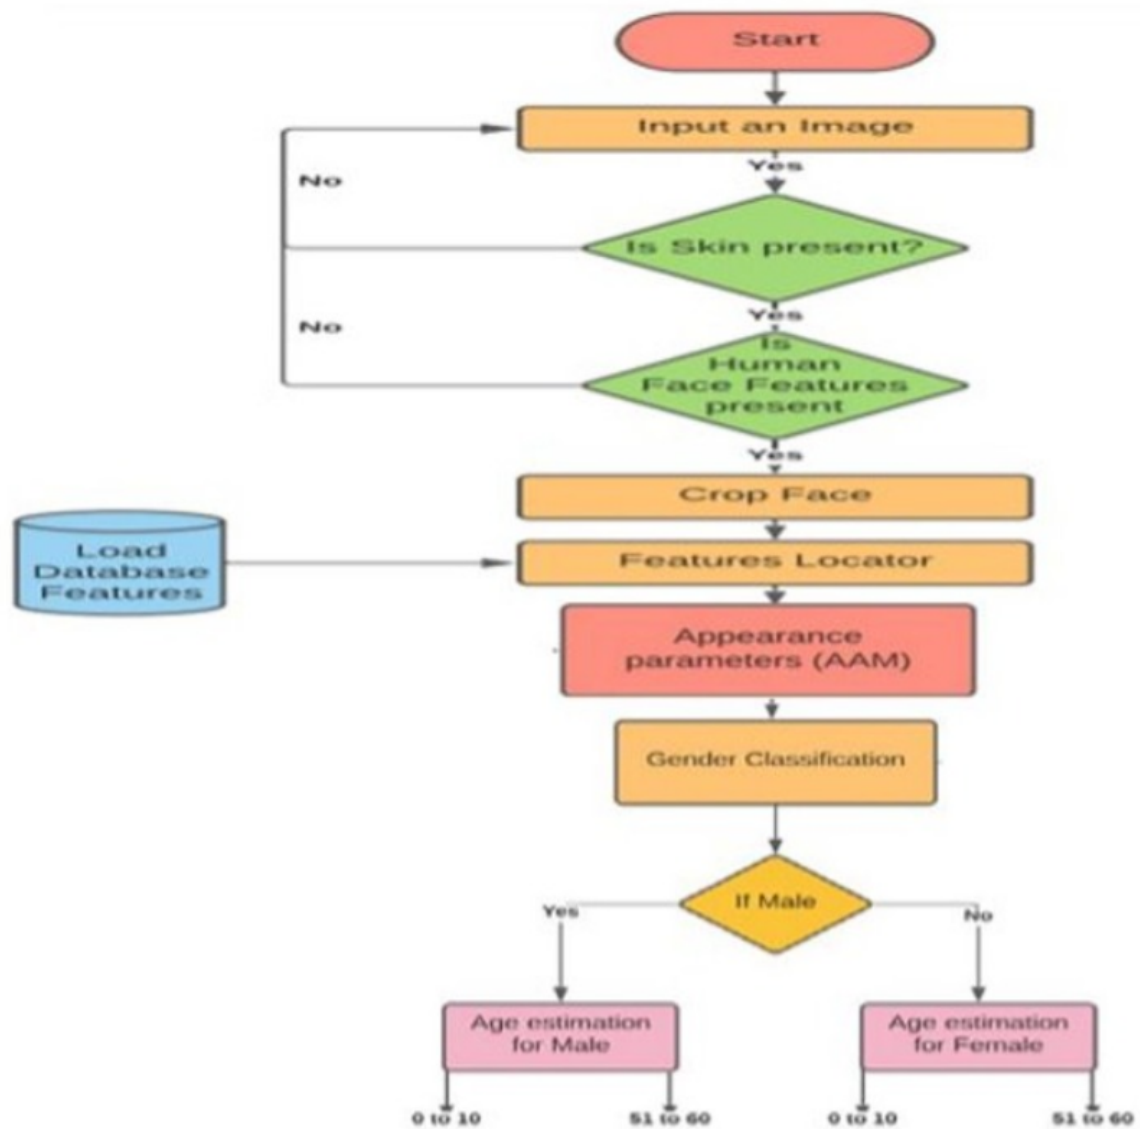 Start
Input an Image
Yes
No
Is Skin present?
Yes
No
Is
Human
Face Features
present
Yes
Crop Face
Load
Database
Features
Features Locator
Appearance
parameters (AAM)
Gender Classification
If Male
Yes
No
Age estimation
for Male
Age estimation
for Female
0 to 10
51 to 60
0 to 10
51 to 60